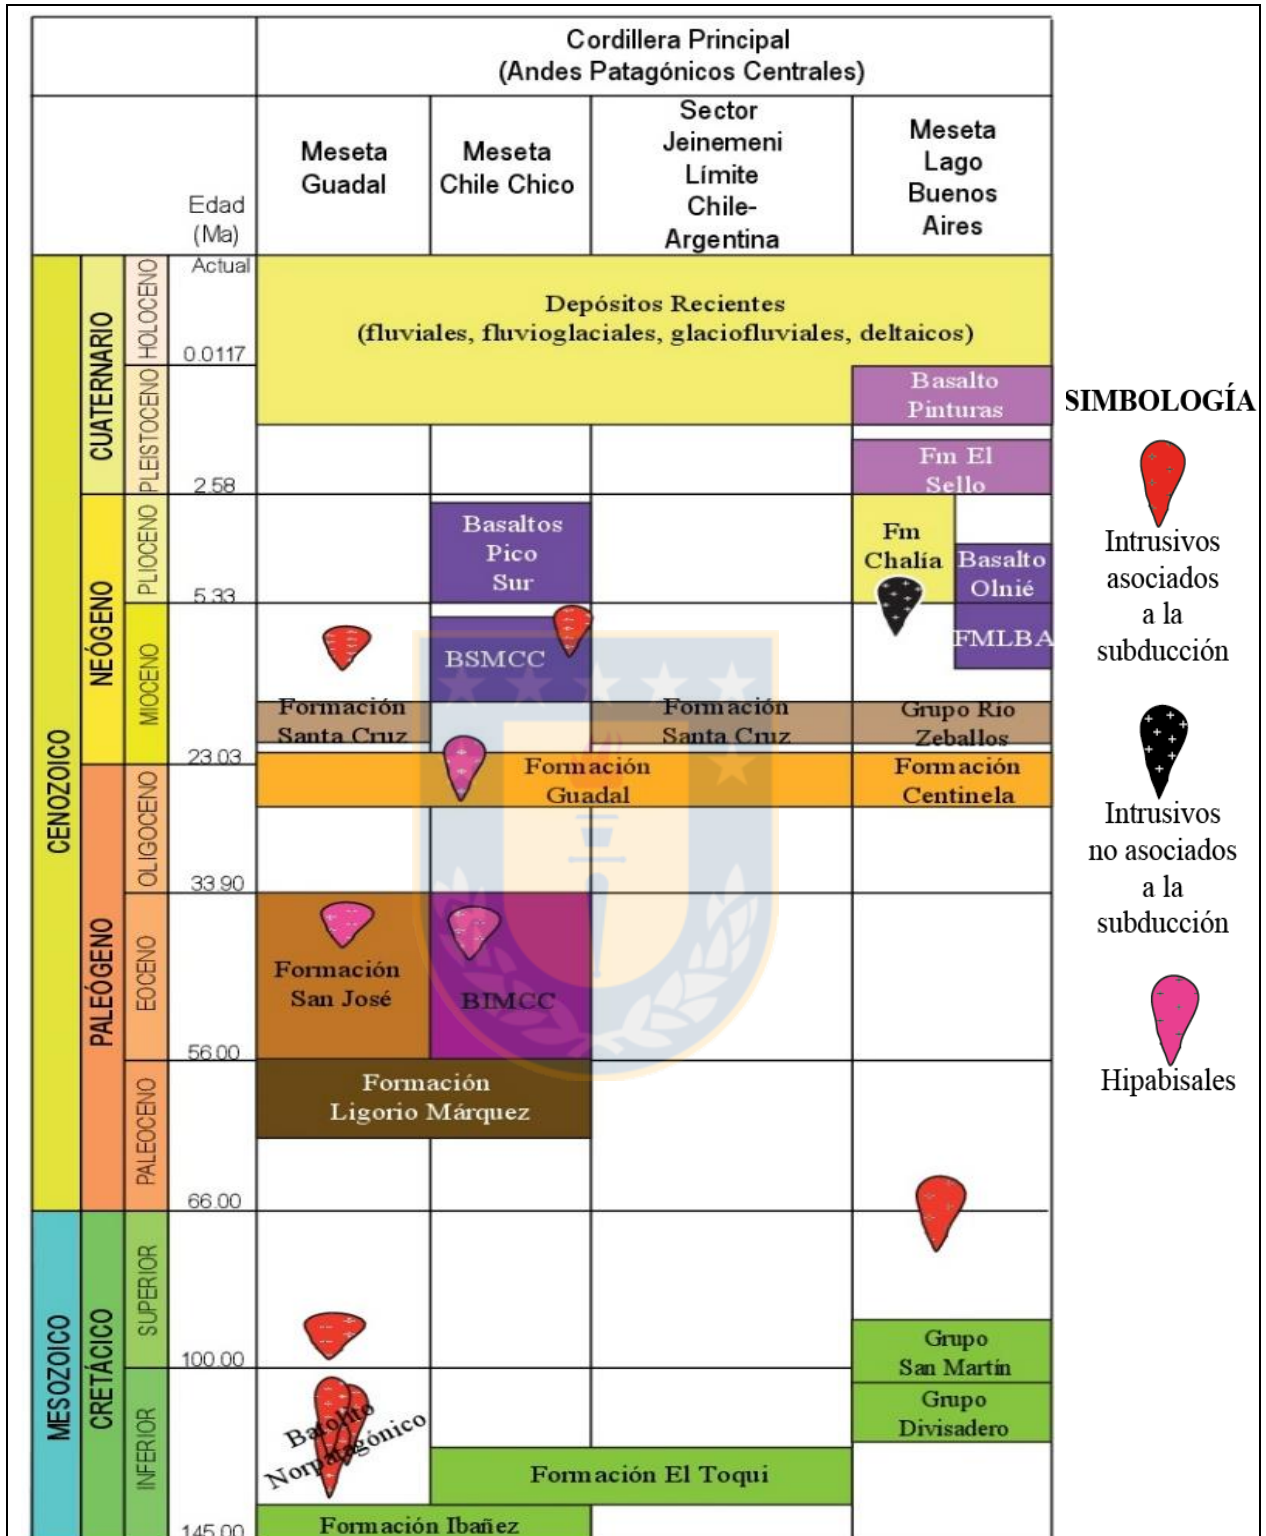 Cordillera Principal
(Andes Patagónicos Centrales)
Edad
(Ma)
Meseta
Guadal
Meseta
Chile Chico
Sector
Jeinemeni
Límite
Chile-
Argentina
Meseta
Lago
Buenos
Aires
CENOZOICO
CUATERNARIO
HOLOCENO
Actual
Depósitos Recientes
(fluviales, fluvioglaciales, glaciofluviales, deltaicos)
0.0117
PLEISTOCENO
Basalto
Pinturas
Fm El
Sello
2.58
NEÓGENO
PLIOCENO
Basaltos
Pico
Sur
Fm
Chalía
Basalto
Olnié
5.33
MIOCENO
BSMCC
FMLBA
Formación
Santa Cruz
Formación
Santa Cruz
Grupo Río
Zeballos
23.03
Formación
Guadal
Formación
Centinela
PALEÓGENO
OLIGOCENO
33.90
EOCENO
Formación
San José
BIMCC
56.00
PALEOCENO
Formación
Ligorio Márquez
66.00
MESOZOICO
CRETÁCICO
SUPERIOR
Grupo
San Martín
100.00
INFERIOR
Batolito
Norpatagónico
Grupo
Divisadero
Formación El Toqui
Formación Ibañez
145.00
SIMBOLOGÍA
Intrusivos
asociados
a la
subducción
Intrusivos
no asociados
a la
subducción
Hipabisales